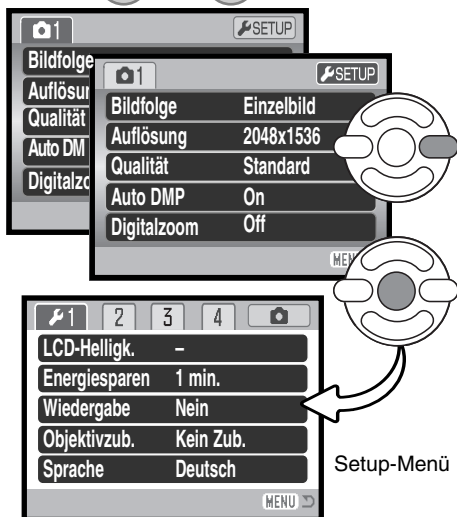 1 SETUP
Bildfolge
Qualität
Auto DM
1 SETUP
Bildfolge Einzelbild
Auflösung 2048x1536
Qualität Standard
Auto DMP On
Digitalzoom Off
1 2 3 4
LCD-Helligk. –
Energiesparen 1 min.
Wiedergabe Nein
Objektivzub. Kein Zub.
Sprache Deutsch
MENU
Setup-Menü